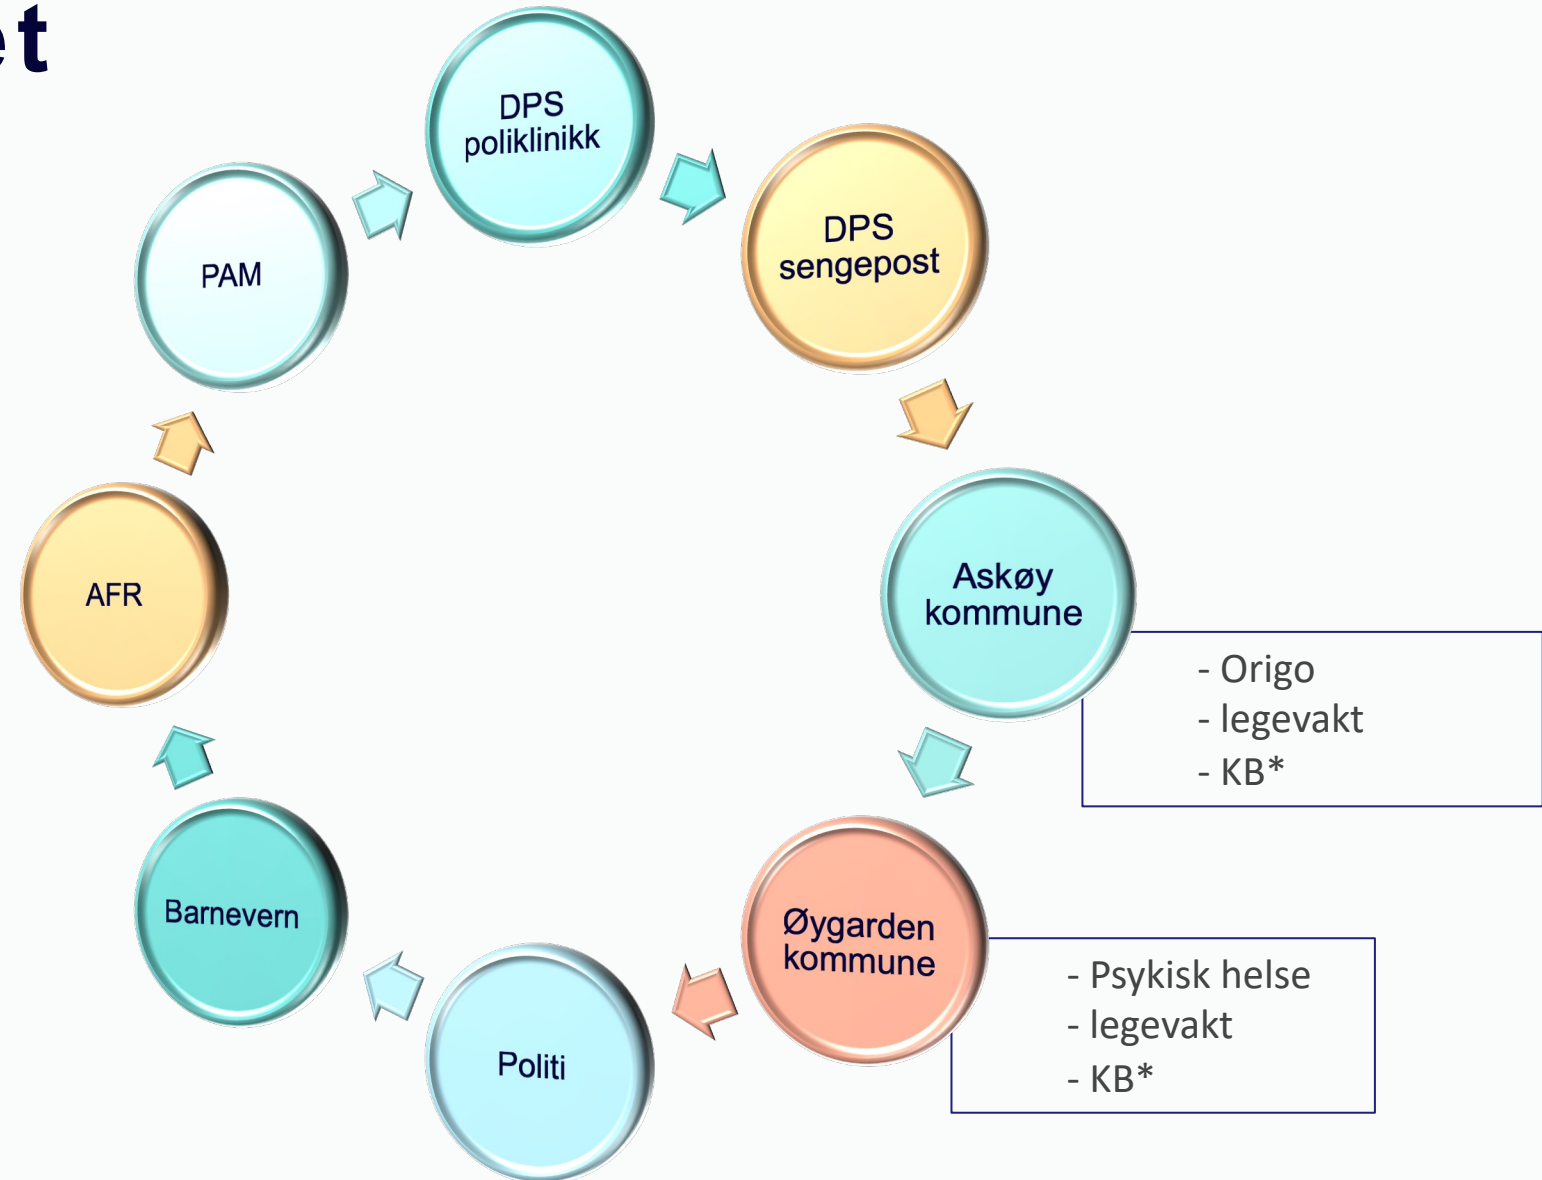 et
DPS
poliklinikk
DPS
sengepost
Askøy
kommune
- Origo
- legevakt
- KB*
Øygarden
kommune
- Psykisk helse
- legevakt
- KB*
Politi
Barnevern
AFR
PAM